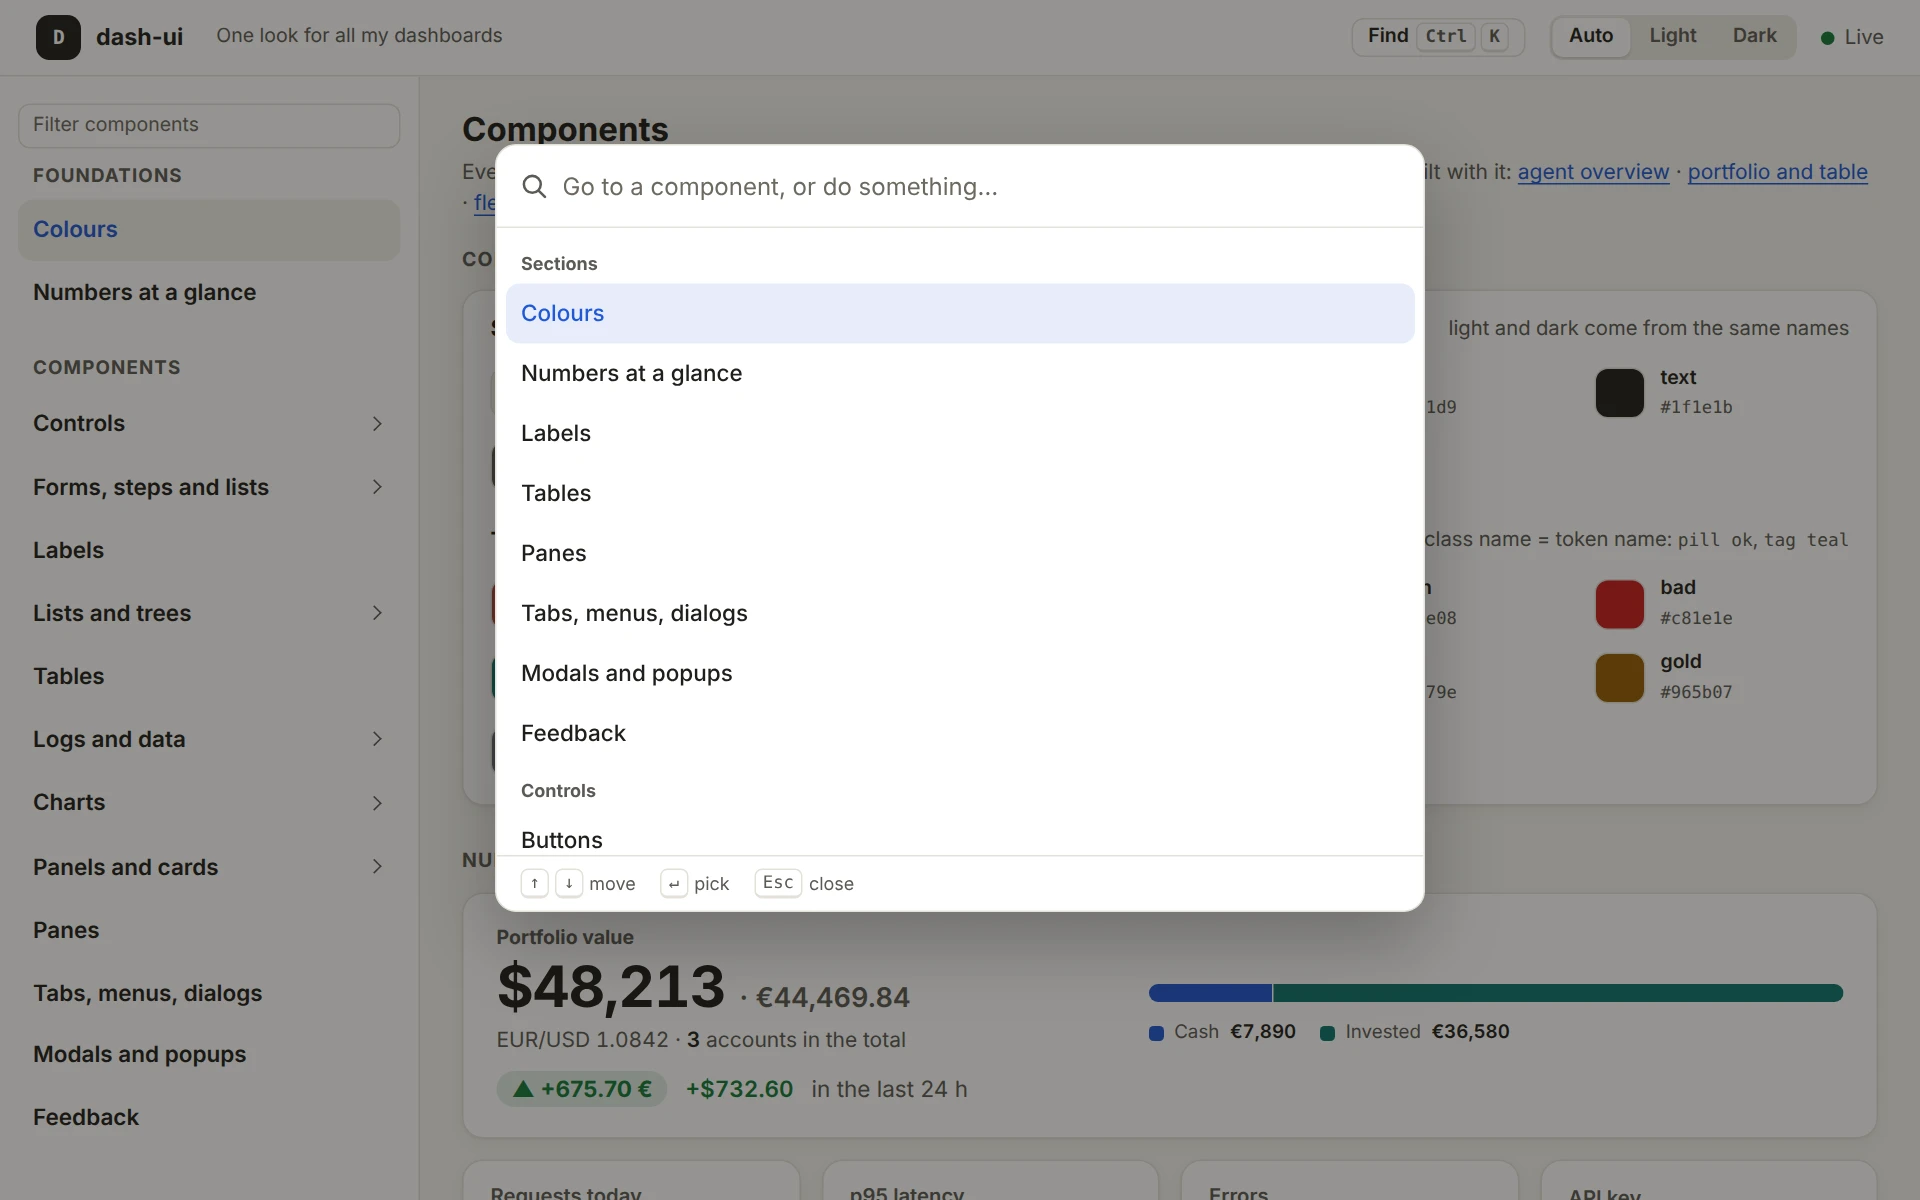 D dash-ui One look for all my dashboards Find Ctrl K Auto Light Dark Live
Filter components
FOUNDATIONS
Colours
Numbers at a glance
COMPONENTS
Controls
Forms, steps and lists
Labels
Lists and trees
Tables
Logs and data
Charts
Panels and cards
Panes
Tabs, menus, dialogs
Modals and popups
Feedback
Components
with it: agent overview · portfolio and table
·
light and dark come from the same names
text
#1f1e1b
class name = token name: pill ok, tag teal
bad
#c81e1e
gold
#965b07
Go to a component, or do something...
Sections
Colours
Numbers at a glance
Labels
Tables
Panes
Tabs, menus, dialogs
Modals and popups
Feedback
Controls
Buttons
↑ ↓ move ↵ pick Esc close
Portfolio value
$48,213 · €44,469.84
EUR/USD 1.0842 · 3 accounts in the total
▲ +675.70 € +$732.60 in the last 24 h
Cash €7,890 Invested €36,580
Requests today
p95 latency
Errors
API key